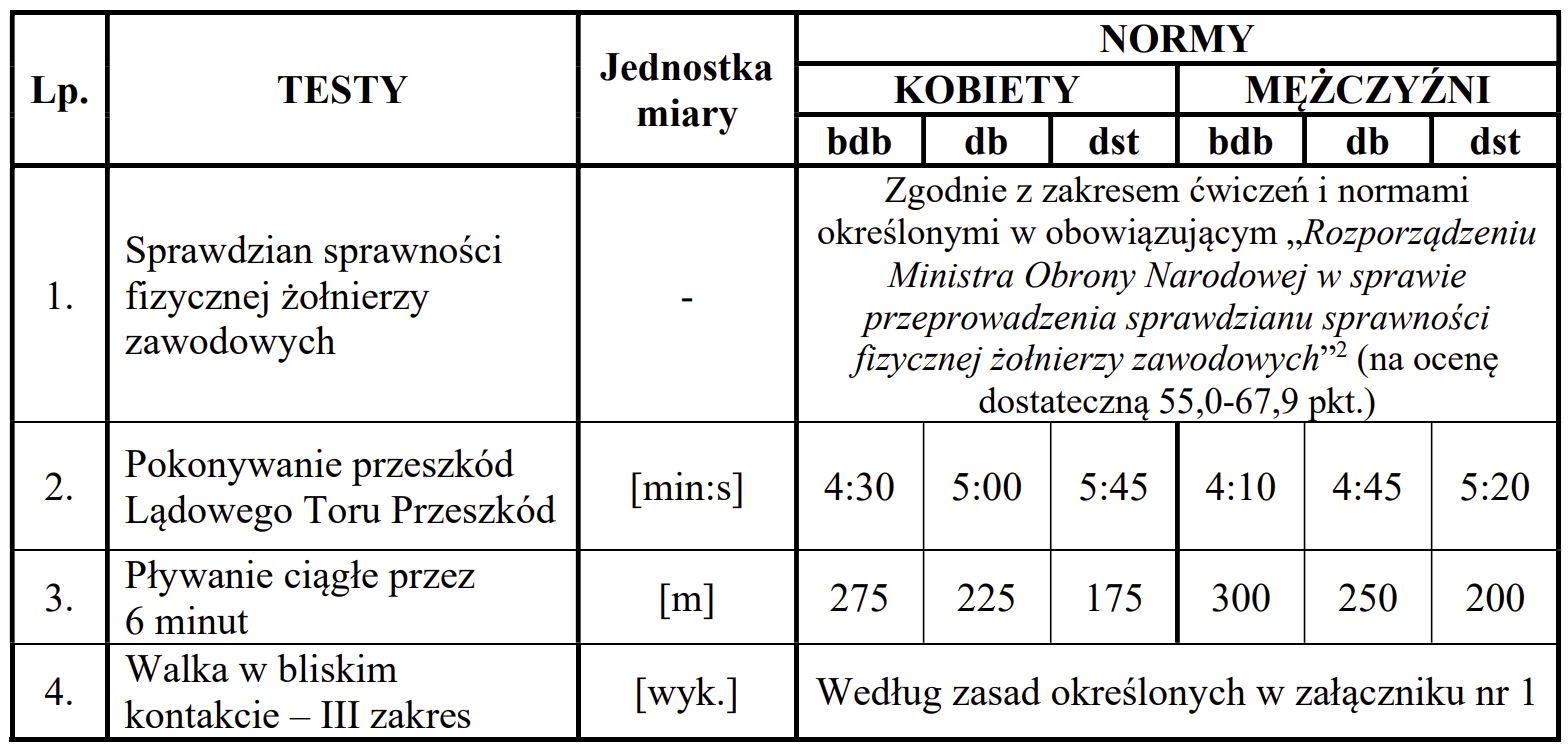 Lp.
TESTY
Jednostka
miary
NORMY
KOBIETY
MĘŻCZYŹNI
bdb
db
dst
bdb
db
dst
1.
Sprawdzian sprawności
fizycznej żołnierzy
zawodowych
-
Zgodnie z zakresem ćwiczeń i normami
określonymi w obowiązującym „Rozporządzeniu
Ministra Obrony Narodowej w sprawie
przeprowadzenia sprawdzianu sprawności
fizycznej żołnierzy zawodowych”² (na ocenę
dostateczną 55,0-67,9 pkt.)
2.
Pokonywanie przeszkód
Lądowego Toru Przeszkód
[min:s]
4:30
5:00
5:45
4:10
4:45
5:20
3.
Pływanie ciągłe przez
6 minut
[m]
275
225
175
300
250
200
4.
Walka w bliskim
kontakcie – III zakres
[wyk.]
Według zasad określonych w załączniku nr 1